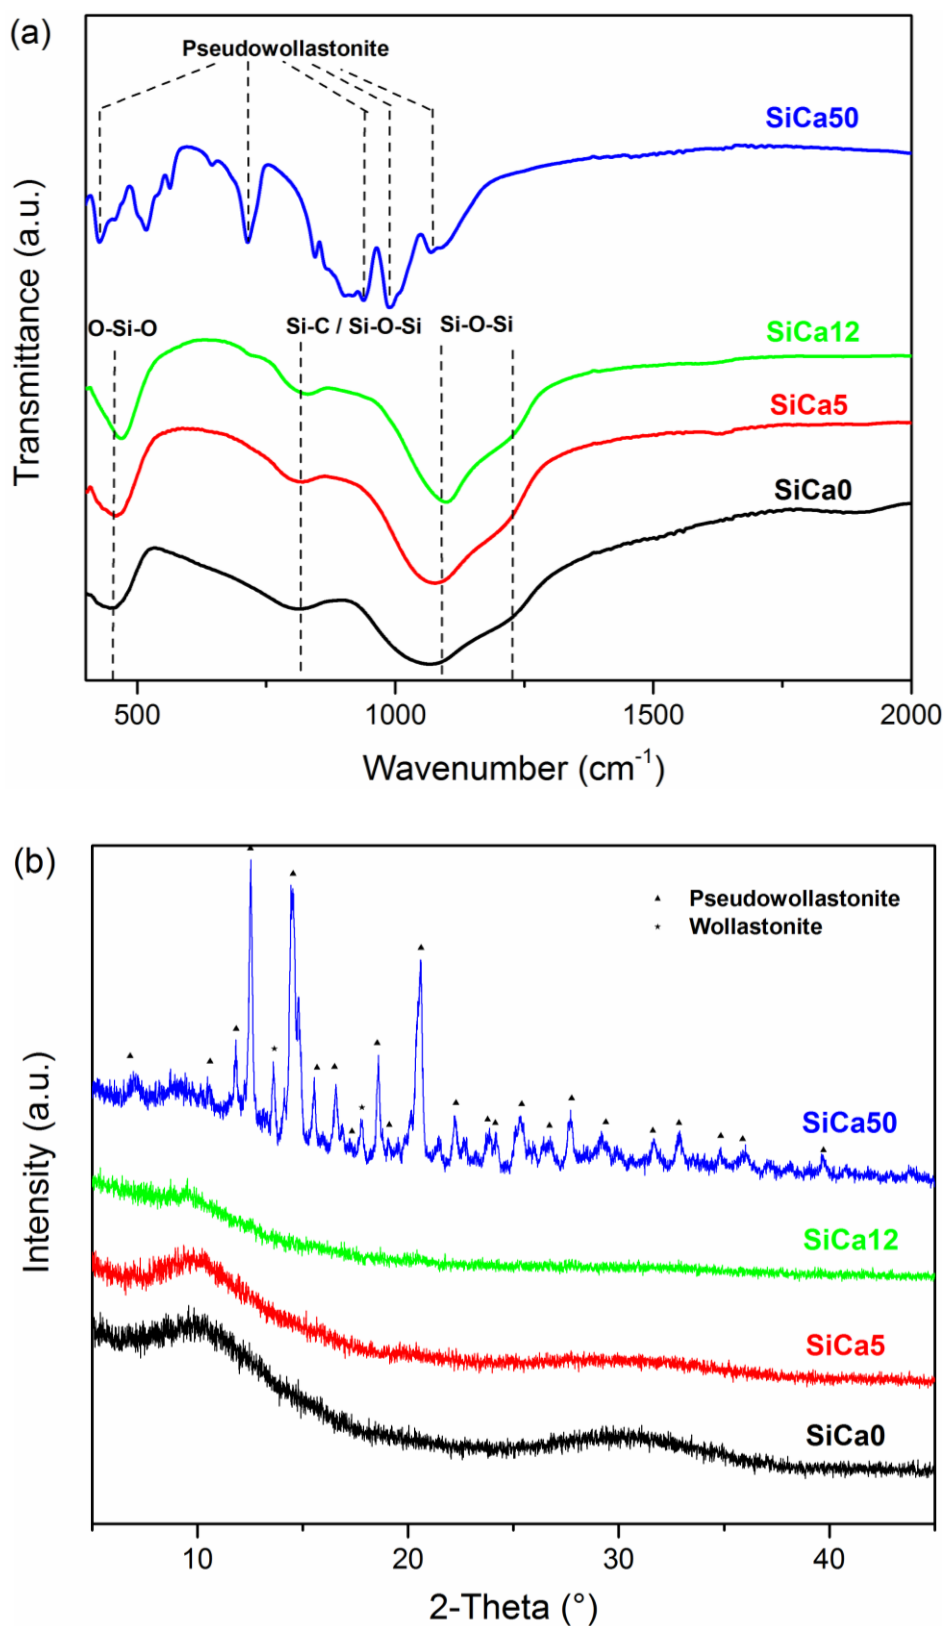 (a)
Pseudowollastonite
SiCa50
O-Si-O
Si-C / Si-O-Si
Si-O-Si
SiCa12
SiCa5
SiCa0
Transmittance (a.u.)
500
1000
1500
2000
Wavenumber (cm⁻¹)
(b)
▲ Pseudowollastonite
* Wollastonite
SiCa50
SiCa12
SiCa5
SiCa0
Intensity (a.u.)
10
20
30
40
2-Theta (°)